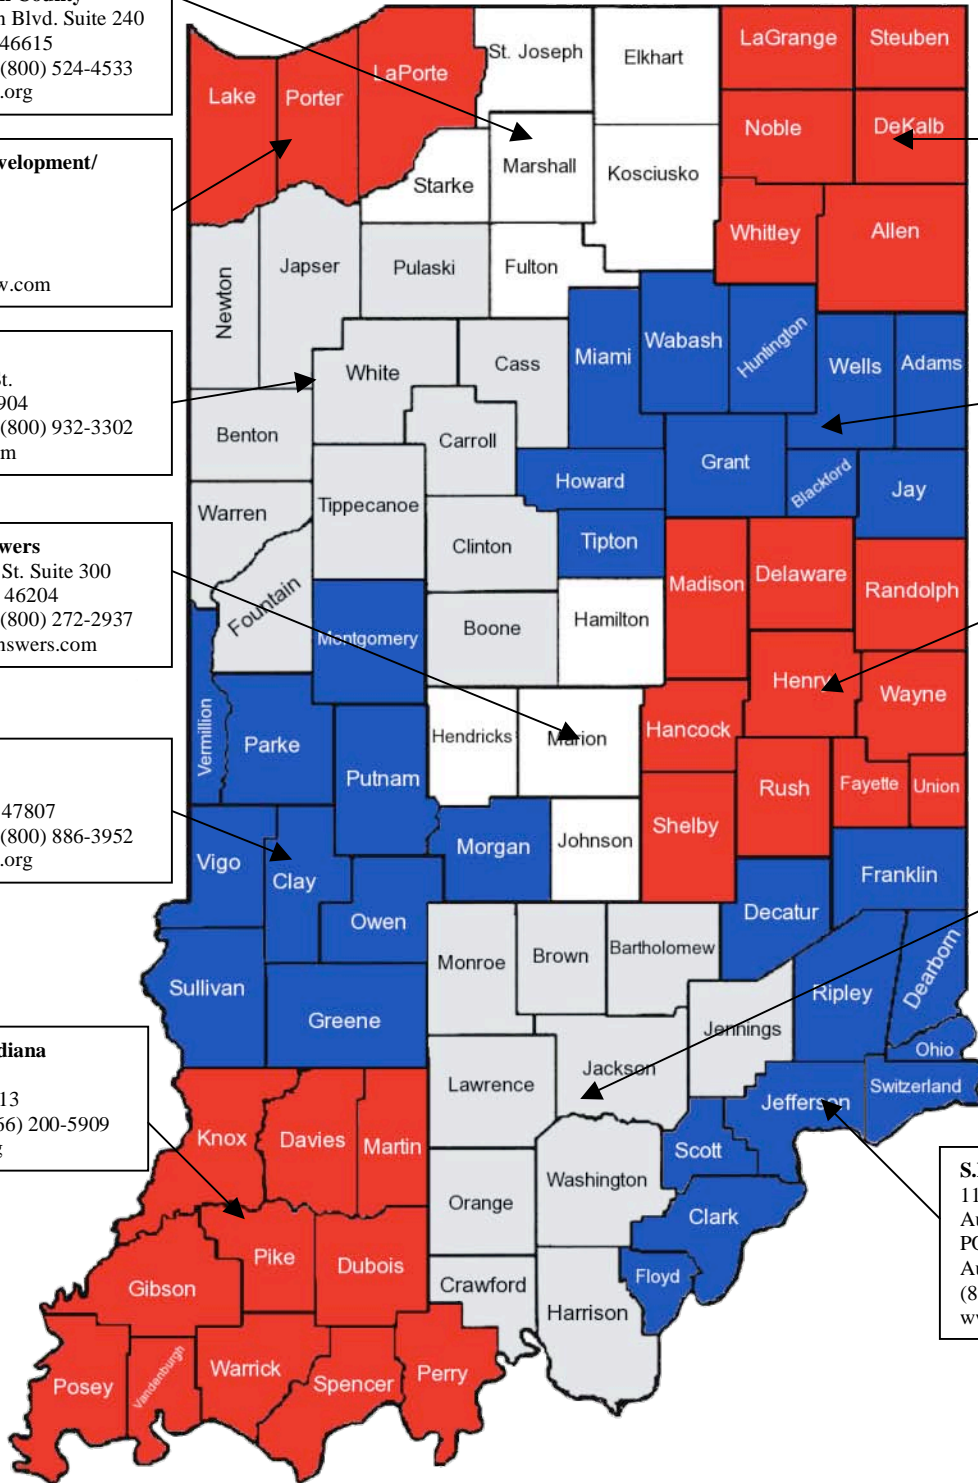 n Blvd. Suite 240
46615
(800) 524-4533
.org
velopment/
w.com
St.
904
(800) 932-3302
m
wers
St. Suite 300
46204
(800) 272-2937
nswers.com
47807
(800) 886-3952
.org
diana
13
66) 200-5909
g
S.
11
Au
PO
Au
(8
ww
LaGrange
Steuben
St. Joseph
Elkhart
LaPorte
Lake
Porter
Noble
DeKalb
Marshall
Kosciusko
Starke
Whitley
Allen
Newton
Japser
Pulaski
Fulton
Miami
Wabash
Huntington
Wells
Adams
White
Cass
Benton
Carroll
Grant
Blackford
Jay
Howard
Warren
Tippecanoe
Clinton
Tipton
Madison
Delaware
Randolph
Fountain
Montgomery
Boone
Hamilton
Henry
Wayne
Vermillion
Parke
Putnam
Hendricks
Marion
Hancock
Rush
Fayette
Union
Shelby
Vigo
Clay
Morgan
Johnson
Franklin
Owen
Decatur
Monroe
Brown
Bartholomew
Sullivan
Greene
Jennings
Ripley
Dearborn
Ohio
Lawrence
Jackson
Jefferson
Switzerland
Knox
Davies
Martin
Scott
Washington
Orange
Clark
Gibson
Pike
Dubois
Crawford
Floyd
Harrison
Posey
Vandenburgh
Warrick
Spencer
Perry